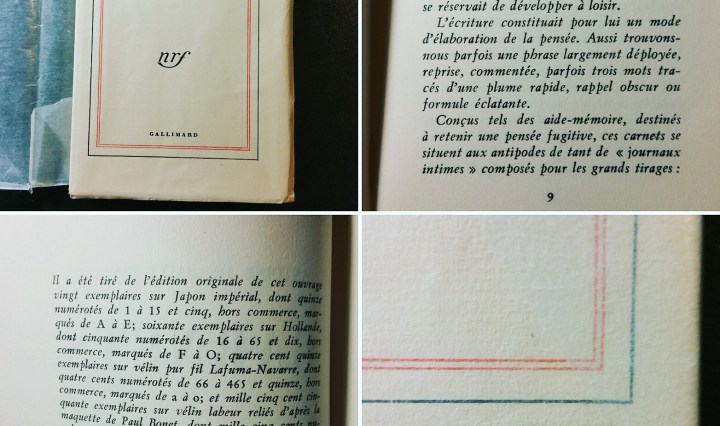 nrf
GALLIMARD
se réservait de développer à loisir.
L'écriture constituait pour lui un mode
d'élaboration de la pensée. Aussi trouvons-
nous parfois une phrase largement déployée,
reprise, commentée, parfois trois mots tra-
cés d'une plume rapide, rappel obscur ou
formule éclatante.
Conçus tels des aide-mémoire, destinés
à retenir une pensée fugitive, ces carnets se
situent aux antipodes de tant de « journaux
intimes » composés pour les grands tirages :
9
Il a été tiré de l'édition originale de cet ouvrage
vingt exemplaires sur Japon impérial, dont quinze
numérotés de 1 à 15 et cinq, hors commerce, mar-
qués de A à E; soixante exemplaires sur Hollande,
dont cinquante numérotés de 16 à 65 et dix, hors
commerce, marqués de F à O; quatre cent quinze
exemplaires sur vélin pur fil Lafuma-Navarre, dont
quatre cents numérotés de 66 à 465 et quinze, hors
commerce, marqués de a à o; et mille cinq cent cin-
quante exemplaires sur vélin labeur reliés d'après la
maquette de Paul Bonet, dont mille cinq cents nu-